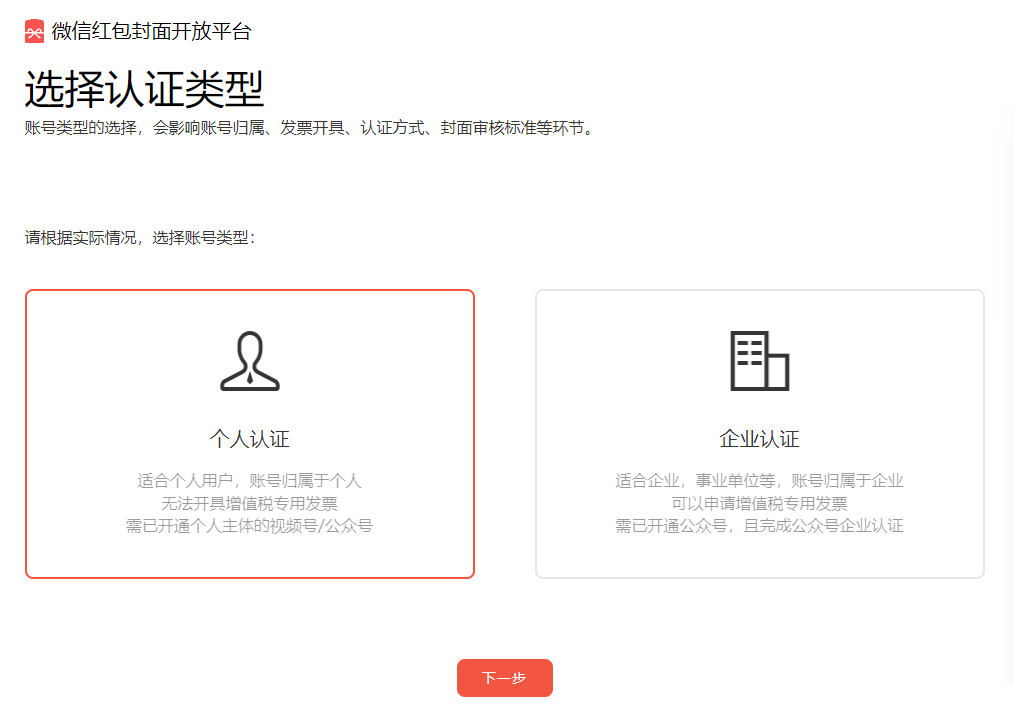 微信红包封面开放平台
选择认证类型
账号类型的选择，会影响账号归属、发票开具、认证方式、封面审核标准等环节。
请根据实际情况，选择账号类型：
个人认证
适合个人用户，账号归属于个人
无法开具增值税专用发票
需已开通个人主体的视频号/公众号
企业认证
适合企业，事业单位等，账号归属于企业
可以申请增值税专用发票
需已开通公众号，且完成公众号企业认证
下一步